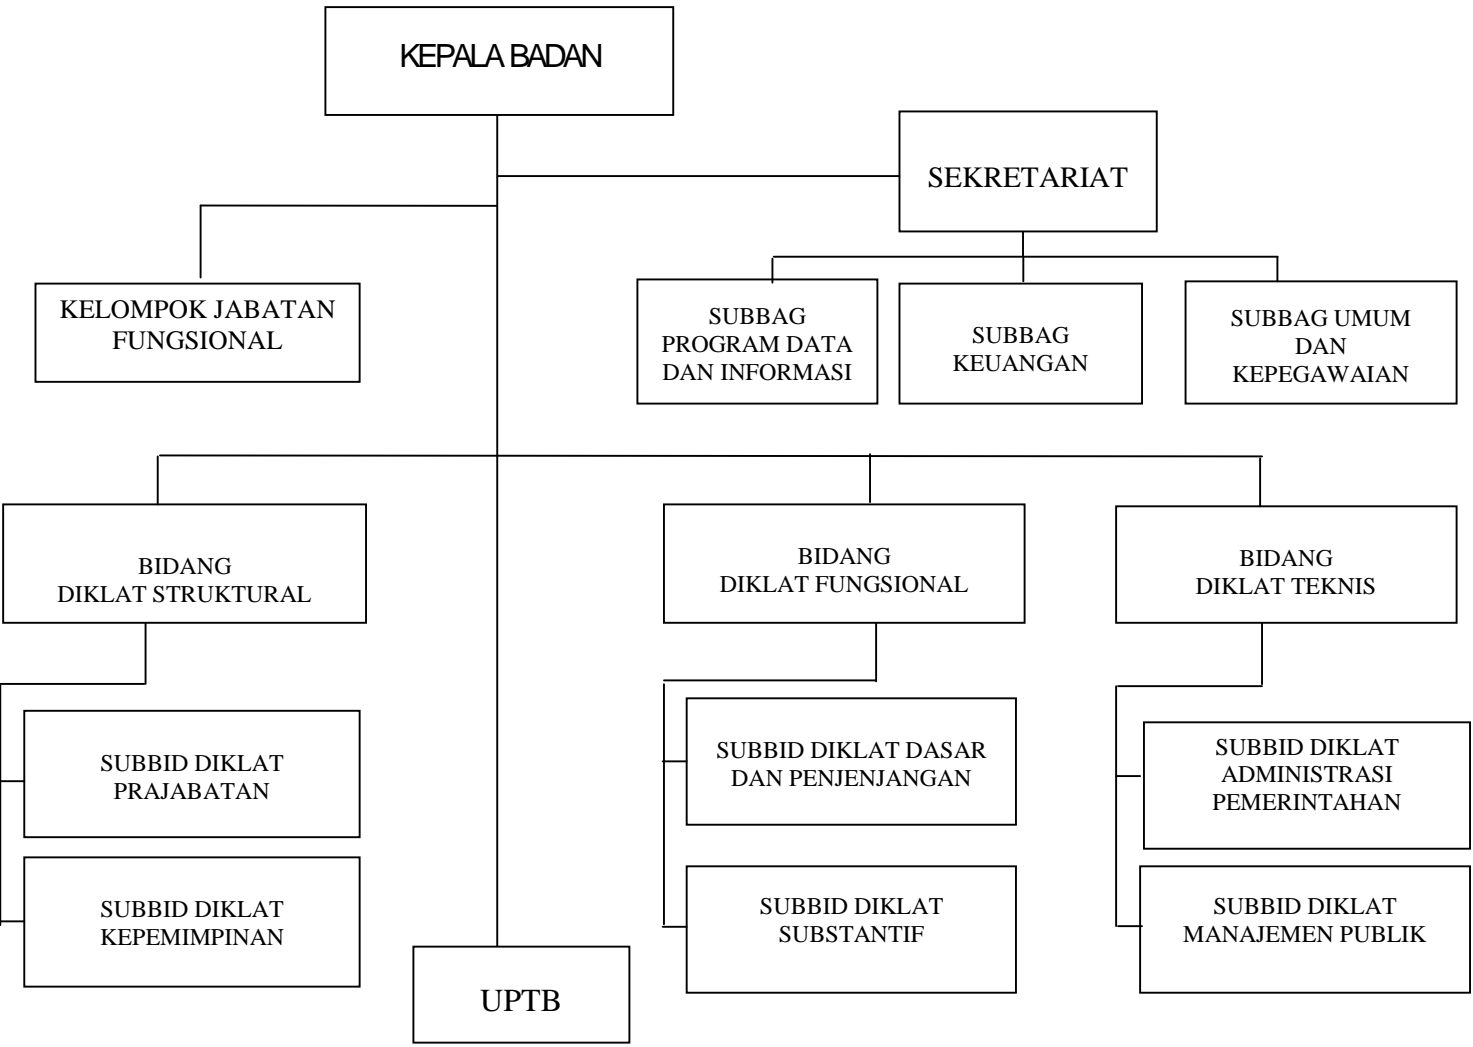 KEPALA BADAN
SEKRETARIAT
KELOMPOK JABATAN
FUNGSIONAL
SUBBAG
PROGRAM DATA
DAN INFORMASI
SUBBAG
KEUANGAN
SUBBAG UMUM
DAN
KEPEGAWAIAN
BIDANG
DIKLAT STRUKTURAL
BIDANG
DIKLAT FUNGSIONAL
BIDANG
DIKLAT TEKNIS
SUBBID DIKLAT
PRAJABATAN
SUBBID DIKLAT DASAR
DAN PENJENJANGAN
SUBBID DIKLAT
ADMINISTRASI
PEMERINTAHAN
SUBBID DIKLAT
KEPEMIMPINAN
SUBBID DIKLAT
SUBSTANTIF
SUBBID DIKLAT
MANAJEMEN PUBLIK
UPTB